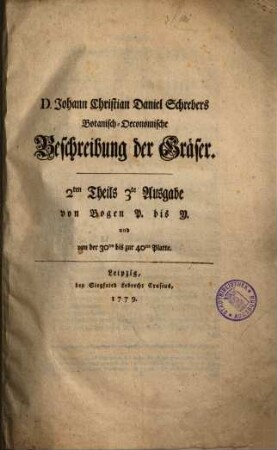 D. Johann Christian Daniel Schrebers
Botanisch-Oeconomische
Beschreibung der Gräser.
2ten Theils 3te Ausgabe
von Bogen P. bis Y.
und
von der 30ten bis zur 40ten Platte.
Leipzig,
bey Siegfried Lebrecht Crusius,
1779.